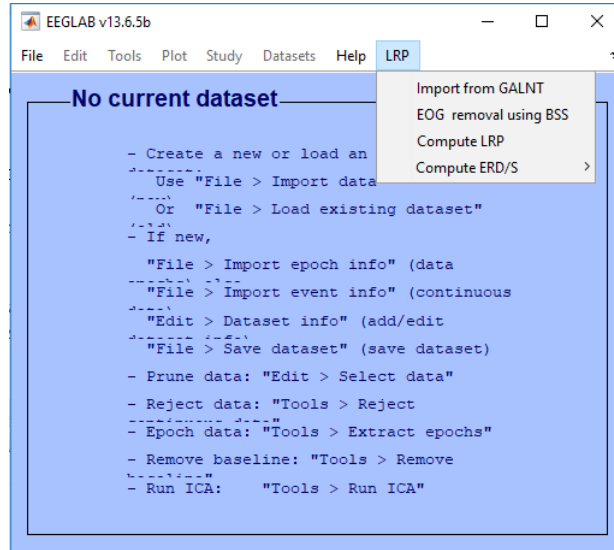 EEGLAB v13.6.5b
File Edit Tools Plot Study Datasets Help LRP
Import from GALNT
EOG removal using BSS
Compute LRP
Compute ERD/S
No current dataset
- Create a new or load an
Use "File > Import data
Or "File > Load existing dataset"
- If new,
"File > Import epoch info" (data
"File > Import event info" (continuous
"Edit > Dataset info" (add/edit
"File > Save dataset" (save dataset)
- Prune data: "Edit > Select data"
- Reject data: "Tools > Reject
- Epoch data: "Tools > Extract epochs"
- Remove baseline: "Tools > Remove
- Run ICA: "Tools > Run ICA"